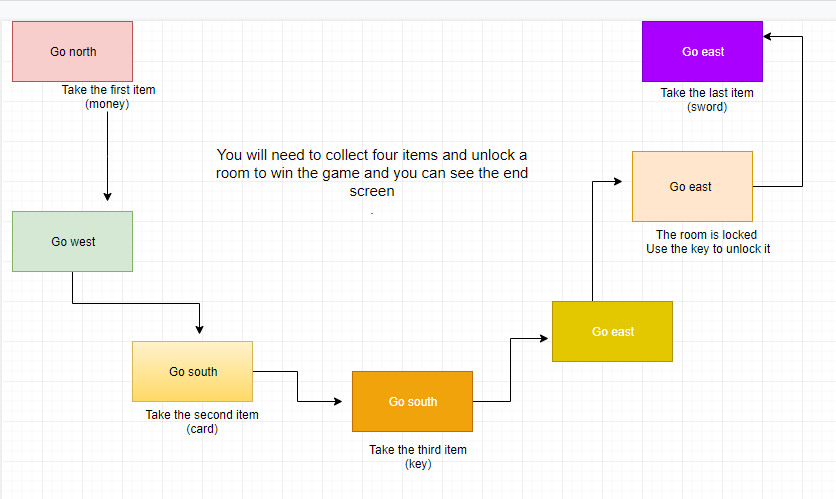 Go north
Take the first item
(money)
Go east
Take the last item
(sword)
You will need to collect four items and unlock a
room to win the game and you can see the end
screen
.
Go east
The room is locked
Use the key to unlock it
Go west
Go south
Take the second item
(card)
Go south
Take the third item
(key)
Go east